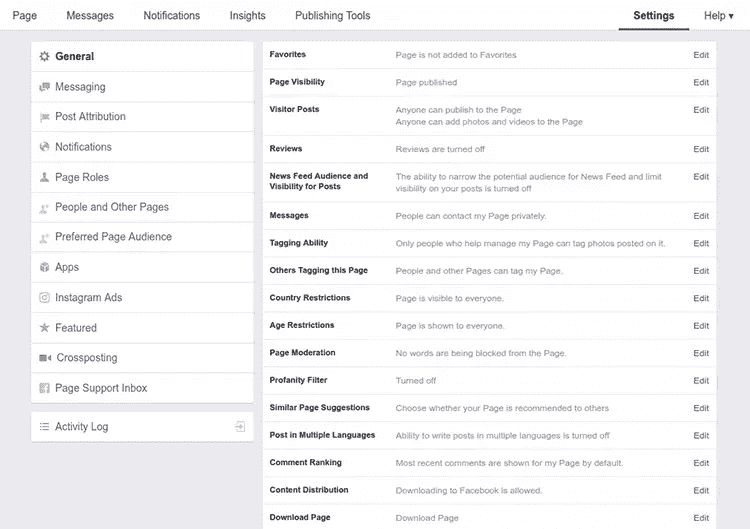 Page Messages Notifications Insights Publishing Tools Settings Help ▾
General
Messaging
Post Attribution
Notifications
Page Roles
People and Other Pages
Preferred Page Audience
Apps
Instagram Ads
Featured
Crossposting
Page Support Inbox
Activity Log
Favorites Page is not added to Favorites Edit
Page Visibility Page published Edit
Visitor Posts Anyone can publish to the Page Edit
Anyone can add photos and videos to the Page
Reviews Reviews are turned off Edit
News Feed Audience and The ability to narrow the potential audience for News Feed and limit Edit
Visibility for Posts visibility on your posts is turned off
Messages People can contact my Page privately. Edit
Tagging Ability Only people who help manage my Page can tag photos posted on it. Edit
Others Tagging this Page People and other Pages can tag my Page. Edit
Country Restrictions Page is visible to everyone. Edit
Age Restrictions Page is shown to everyone. Edit
Page Moderation No words are being blocked from the Page. Edit
Profanity Filter Turned off Edit
Similar Page Suggestions Choose whether your Page is recommended to others Edit
Post in Multiple Languages Ability to write posts in multiple languages is turned off Edit
Comment Ranking Most recent comments are shown for my Page by default. Edit
Content Distribution Downloading to Facebook is allowed. Edit
Download Page Download Page Edit